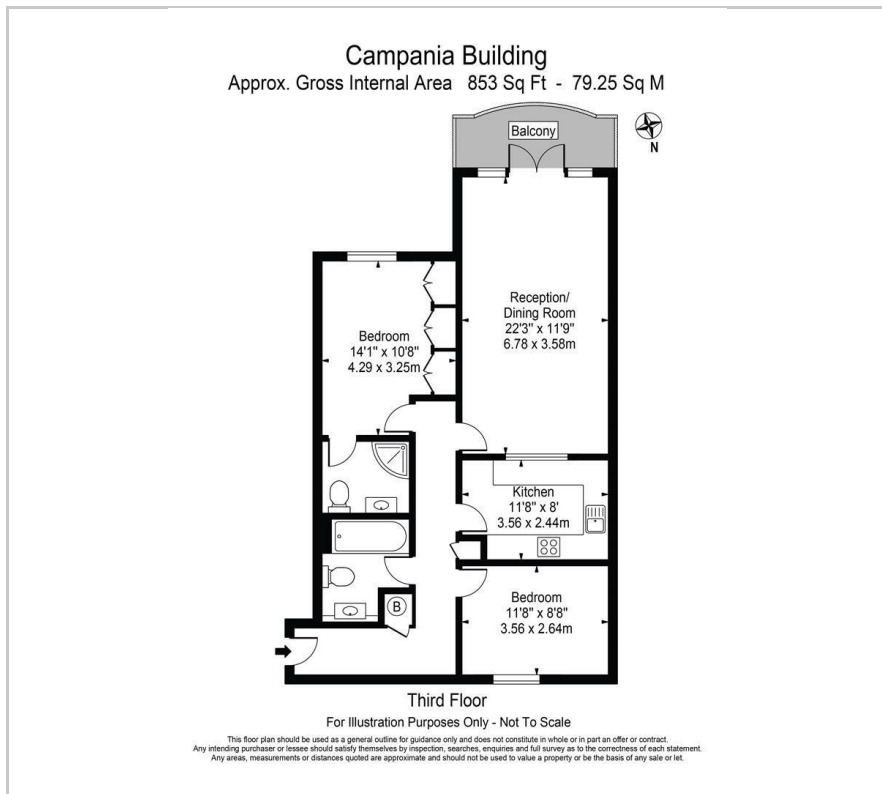 Campania Building
Approx. Gross Internal Area 853 Sq Ft - 79.25 Sq M
Balcony
N
Reception/
Dining Room
22'3" x 11'9"
6.78 x 3.58m
Bedroom
14'1" x 10'8"
4.29 x 3.25m
Kitchen
11'8" x 8'
3.56 x 2.44m
B
Bedroom
11'8" x 8'8"
3.56 x 2.64m
Third Floor
For Illustration Purposes Only - Not To Scale
This floor plan should be used as a general outline for guidance only and does not constitute in whole or in part an offer or contract.
Any intending purchaser or lessee should satisfy themselves by inspection, searches, enquiries and full survey as to the correctness of each statement.
Any areas, measurements or distances quoted are approximate and should not be used to value a property or be the basis of any sale or let.